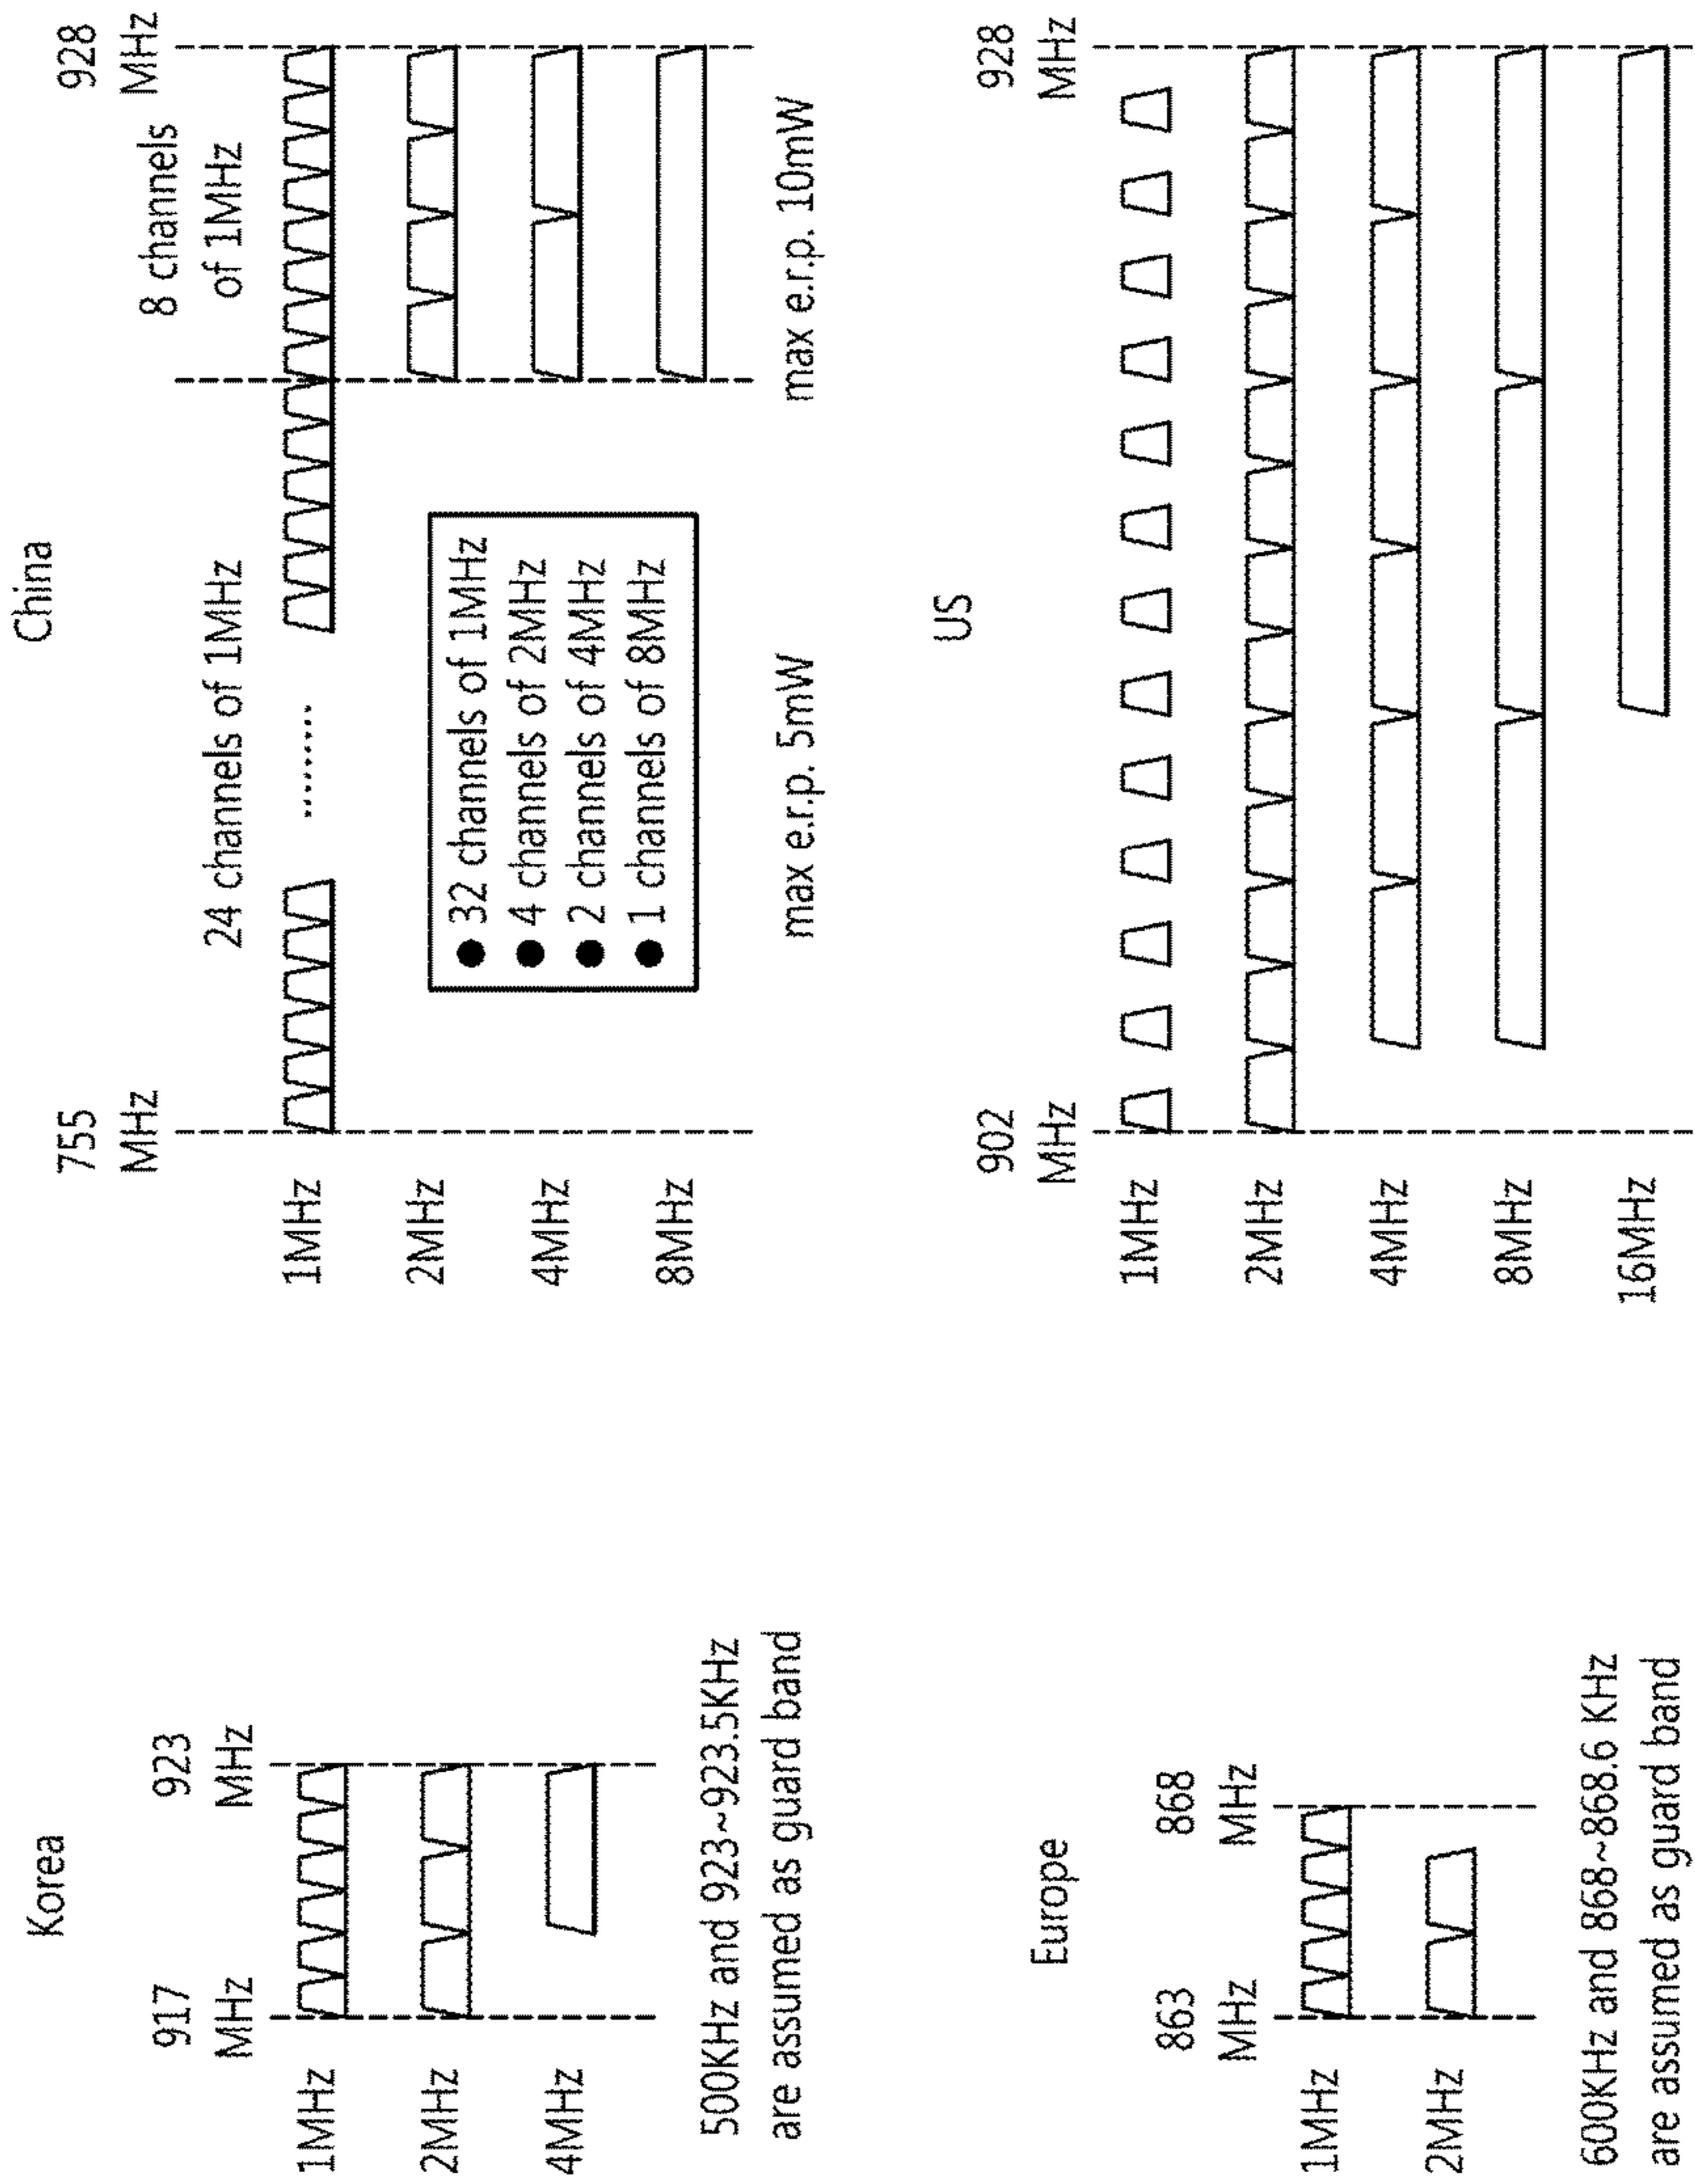 Korea
917
MHz
923
MHz
1MHz
2MHz
4MHz
500KHz and 923~923.5KHz
are assumed as guard band
China
755
MHz
24 channels of 1MHz
8 channels
of 1MHz
928
MHz
1MHz
2MHz
4MHz
8MHz
● 32 channels of 1MHz
● 4 channels of 2MHz
● 2 channels of 4MHz
● 1 channels of 8MHz
max e.r.p. 5mW
max e.r.p. 10mW
Europe
863
MHz
868
MHz
1MHz
2MHz
600KHz and 868~868.6 KHz
are assumed as guard band
US
902
MHz
928
MHz
1MHz
2MHz
4MHz
8MHz
16MHz